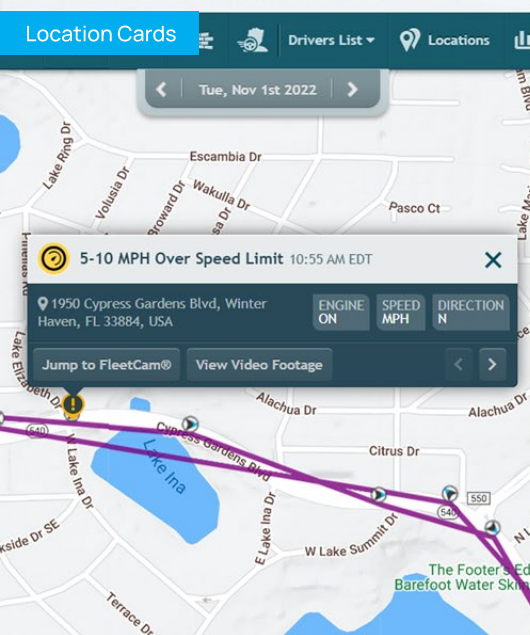 Location Cards
Drivers List
Locations
Tue, Nov 1st 2022
Lake Ring Dr
Volusia Dr
Escambia Dr
Broward Dr
Wakulla Dr
Pasco Ct
5-10 MPH Over Speed Limit 10:55 AM EDT
1950 Cypress Gardens Blvd, Winter
Haven, FL 33884, USA
ENGINE
ON
SPEED
MPH
DIRECTION
N
Jump to FleetCam®
View Video Footage
Lake Elizabeth Dr
Alachua Dr
Alachua Dr
540
Cypress Gardens Blvd
W Lake Ina Dr
Lake Ina
Citrus Dr
550
540
E Lake Ina Dr
W Lake Summit Dr
Dr SE
The Footer's
Barefoot Water
Terrace Dr